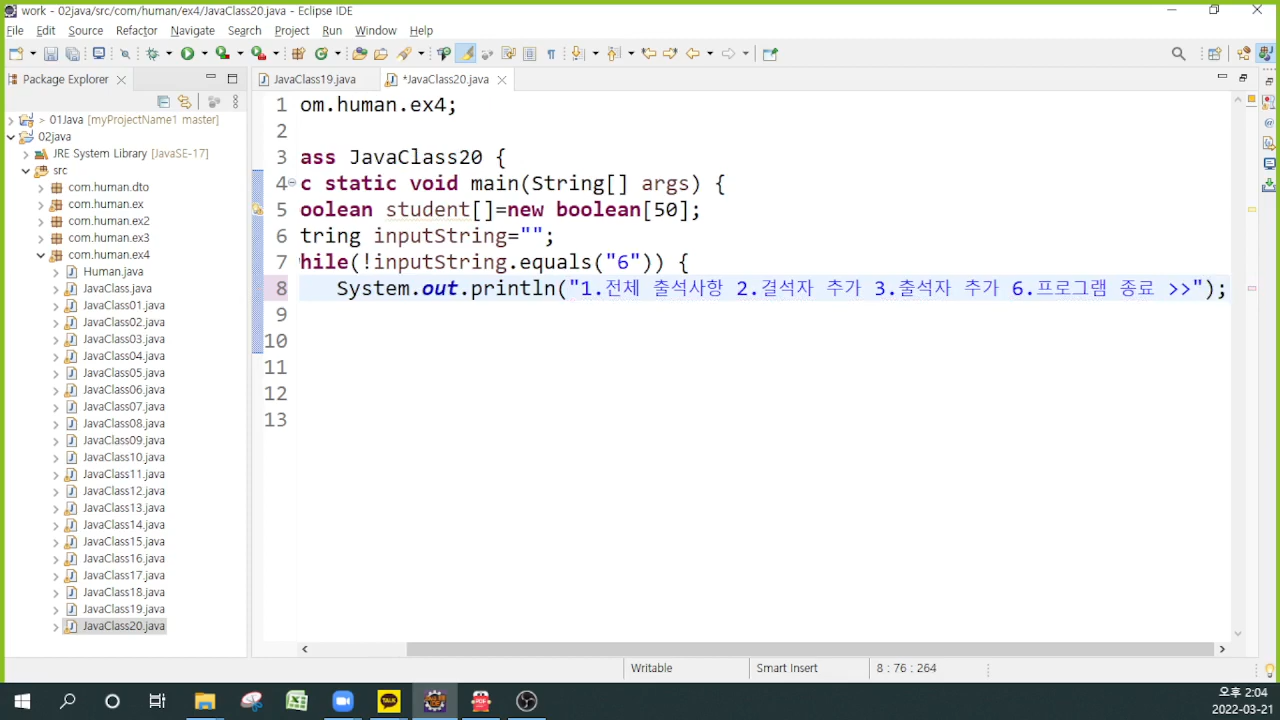 work - 02java/src/com/human/ex4/JavaClass20.java - Eclipse IDE
File Edit Source Refactor Navigate Search Project Run Window Help
Package Explorer
JavaClass19.java
*JavaClass20.java
> 01Java [myProjectName1 master]
02java
JRE System Library [JavaSE-17]
src
com.human.dto
com.human.ex
com.human.ex2
com.human.ex3
com.human.ex4
Human.java
JavaClass.java
JavaClass01.java
JavaClass02.java
JavaClass03.java
JavaClass04.java
JavaClass05.java
JavaClass06.java
JavaClass07.java
JavaClass08.java
JavaClass09.java
JavaClass10.java
JavaClass11.java
JavaClass12.java
JavaClass13.java
JavaClass14.java
JavaClass15.java
JavaClass16.java
JavaClass17.java
JavaClass18.java
JavaClass19.java
JavaClass20.java
1 om.human.ex4;
2
3 ass JavaClass20 {
4 c static void main(String[] args) {
5 oolean student[]=new boolean[50];
6 tring inputString="";
7 hile(!inputString.equals("6")) {
8 System.out.println("1.전체 출석사항 2.결석자 추가 3.출석자 추가 6.프로그램 종료 >>");
9
10
11
12
13
Writable
Smart Insert
8 : 76 : 264
TALK
PDF
오후 2:04
2022-03-21